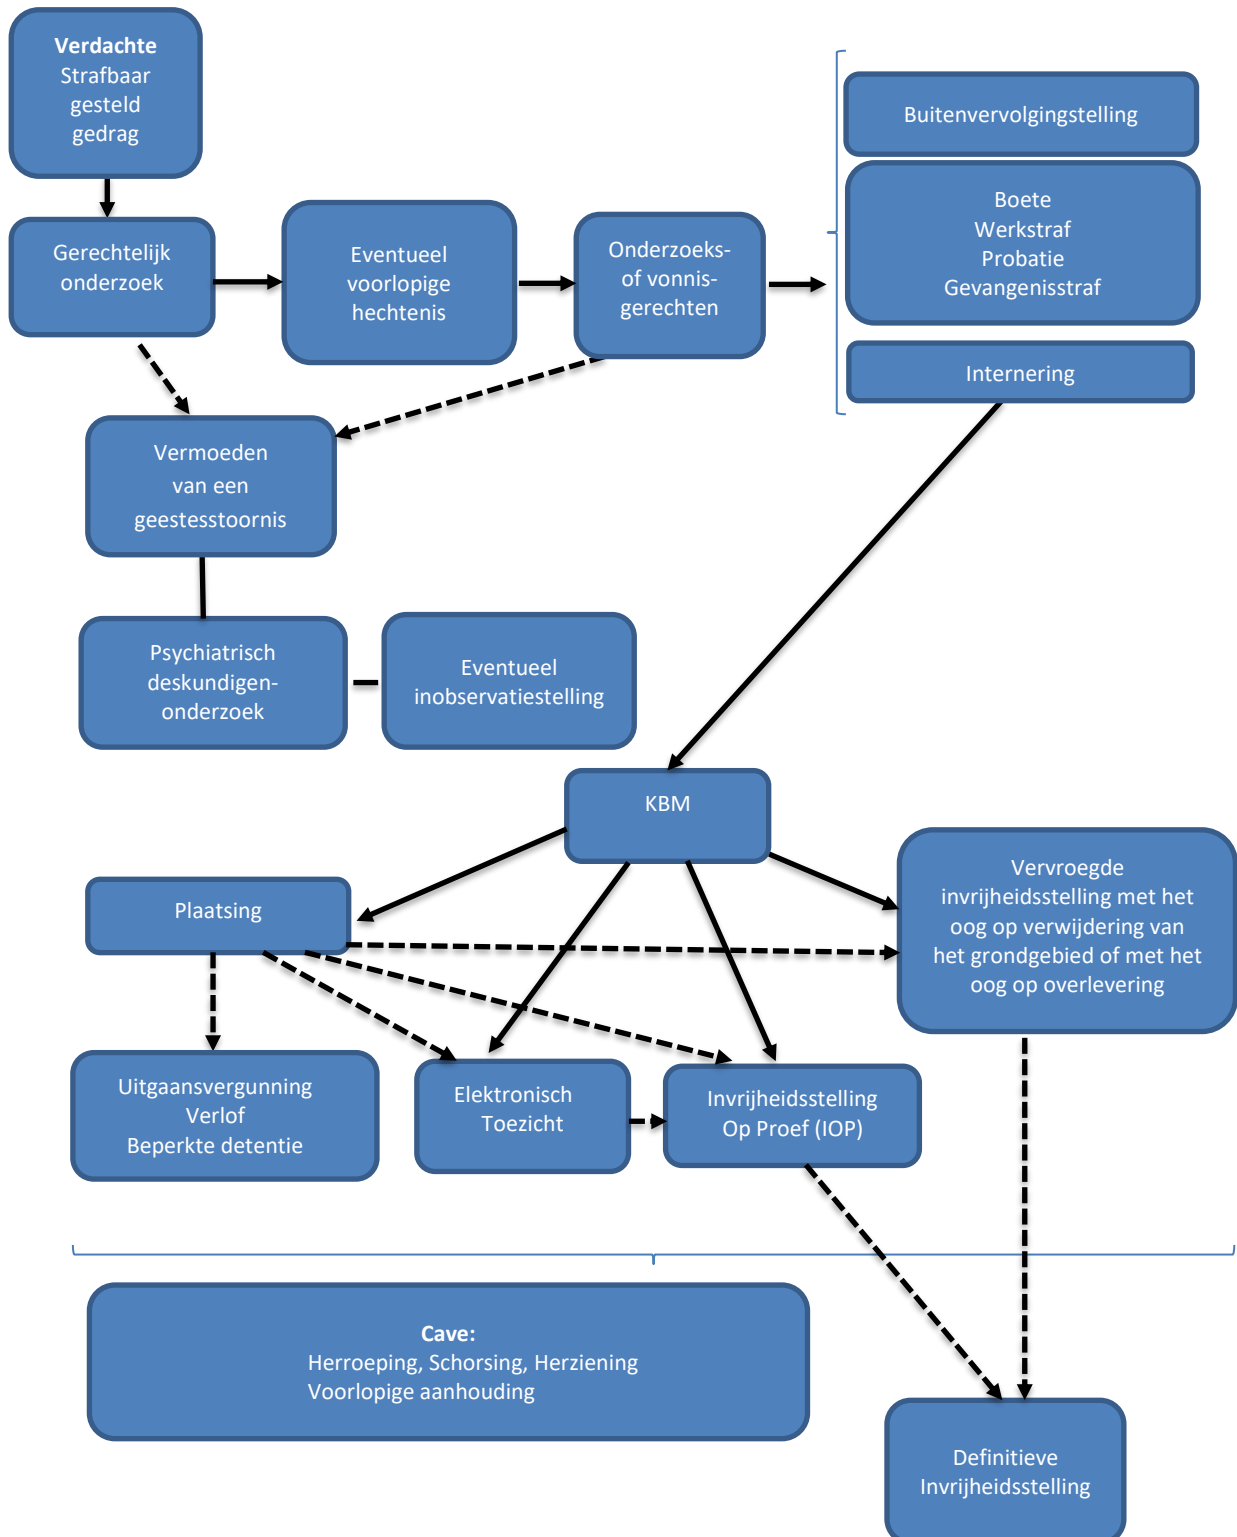 Verdachte
Strafbaar
gesteld
gedrag
Buitenvervolgingstelling
Boete
Werkstraf
Probatie
Gevangenisstraf
Internering
Gerechtelijk
onderzoek
Eventueel
voorlopige
hechtenis
Onderzoeks-
of vonnis-
gerechten
Vermoeden
van een
geestesstoornis
Psychiatrisch
deskundigen-
onderzoek
Eventueel
inobservatiestelling
KBM
Plaatsing
Vervroegde
invrijheidsstelling met het
oog op verwijdering van
het grondgebied of met het
oog op overlevering
Uitgaansvergunning
Verlof
Beperkte detentie
Elektronisch
Toezicht
Invrijheidsstelling
Op Proef (IOP)
Cave:
Herroeping, Schorsing, Herziening
Voorlopige aanhouding
Definitieve
Invrijheidsstelling